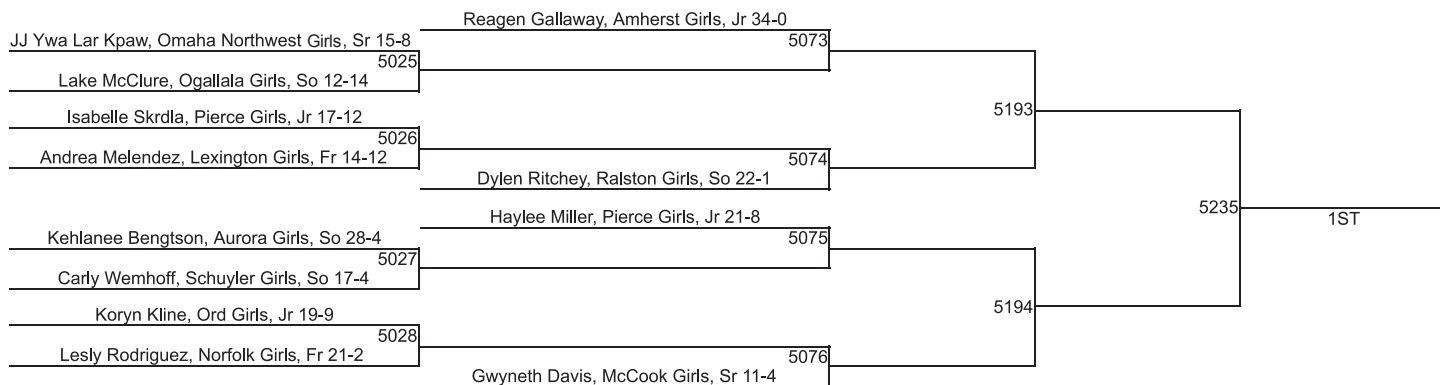 Reagen Gallaway, Amherst Girls, Jr 34-0
JJ Ywa Lar Kpaw, Omaha Northwest Girls, Sr 15-8
5073
5025
Lake McClure, Ogallala Girls, So 12-14
Isabelle Skrdla, Pierce Girls, Jr 17-12
5193
5026
Andrea Melendez, Lexington Girls, Fr 14-12
5074
Dylen Ritchey, Ralston Girls, So 22-1
5235
1ST
Haylee Miller, Pierce Girls, Jr 21-8
Kehlanee Bengtson, Aurora Girls, So 28-4
5075
5027
Carly Wemhoff, Schuyler Girls, So 17-4
5194
Koryn Kline, Ord Girls, Jr 19-9
5028
Lesly Rodriguez, Norfolk Girls, Fr 21-2
5076
Gwyneth Davis, McCook Girls, Sr 11-4